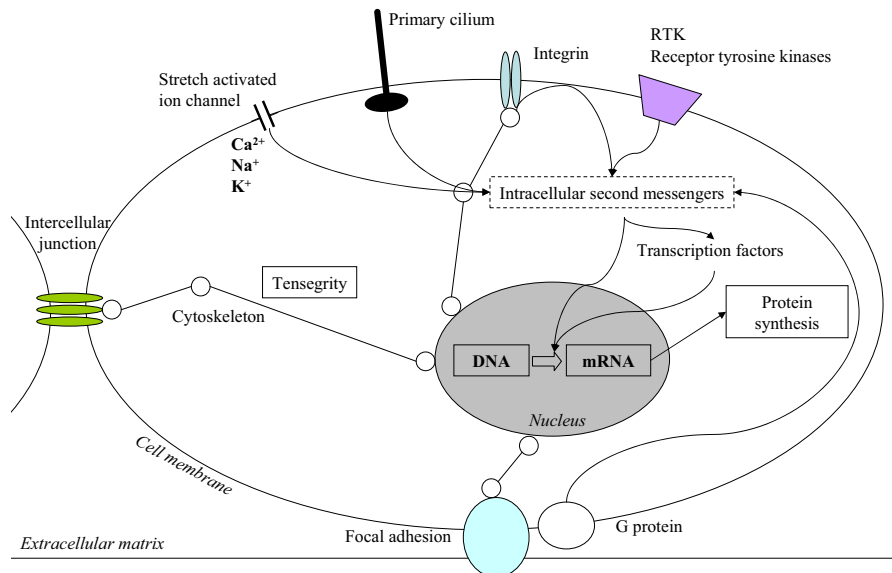 Primary cilium
RTK
Receptor tyrosine kinases
Integrin
Stretch activated
ion channel
Ca²⁺
Na⁺
K⁺
Intracellular second messengers
Intercellular
junction
Transcription factors
Tensegrity
Cytoskeleton
Protein
synthesis
DNA
mRNA
Nucleus
Cell membrane
Focal adhesion
G protein
Extracellular matrix